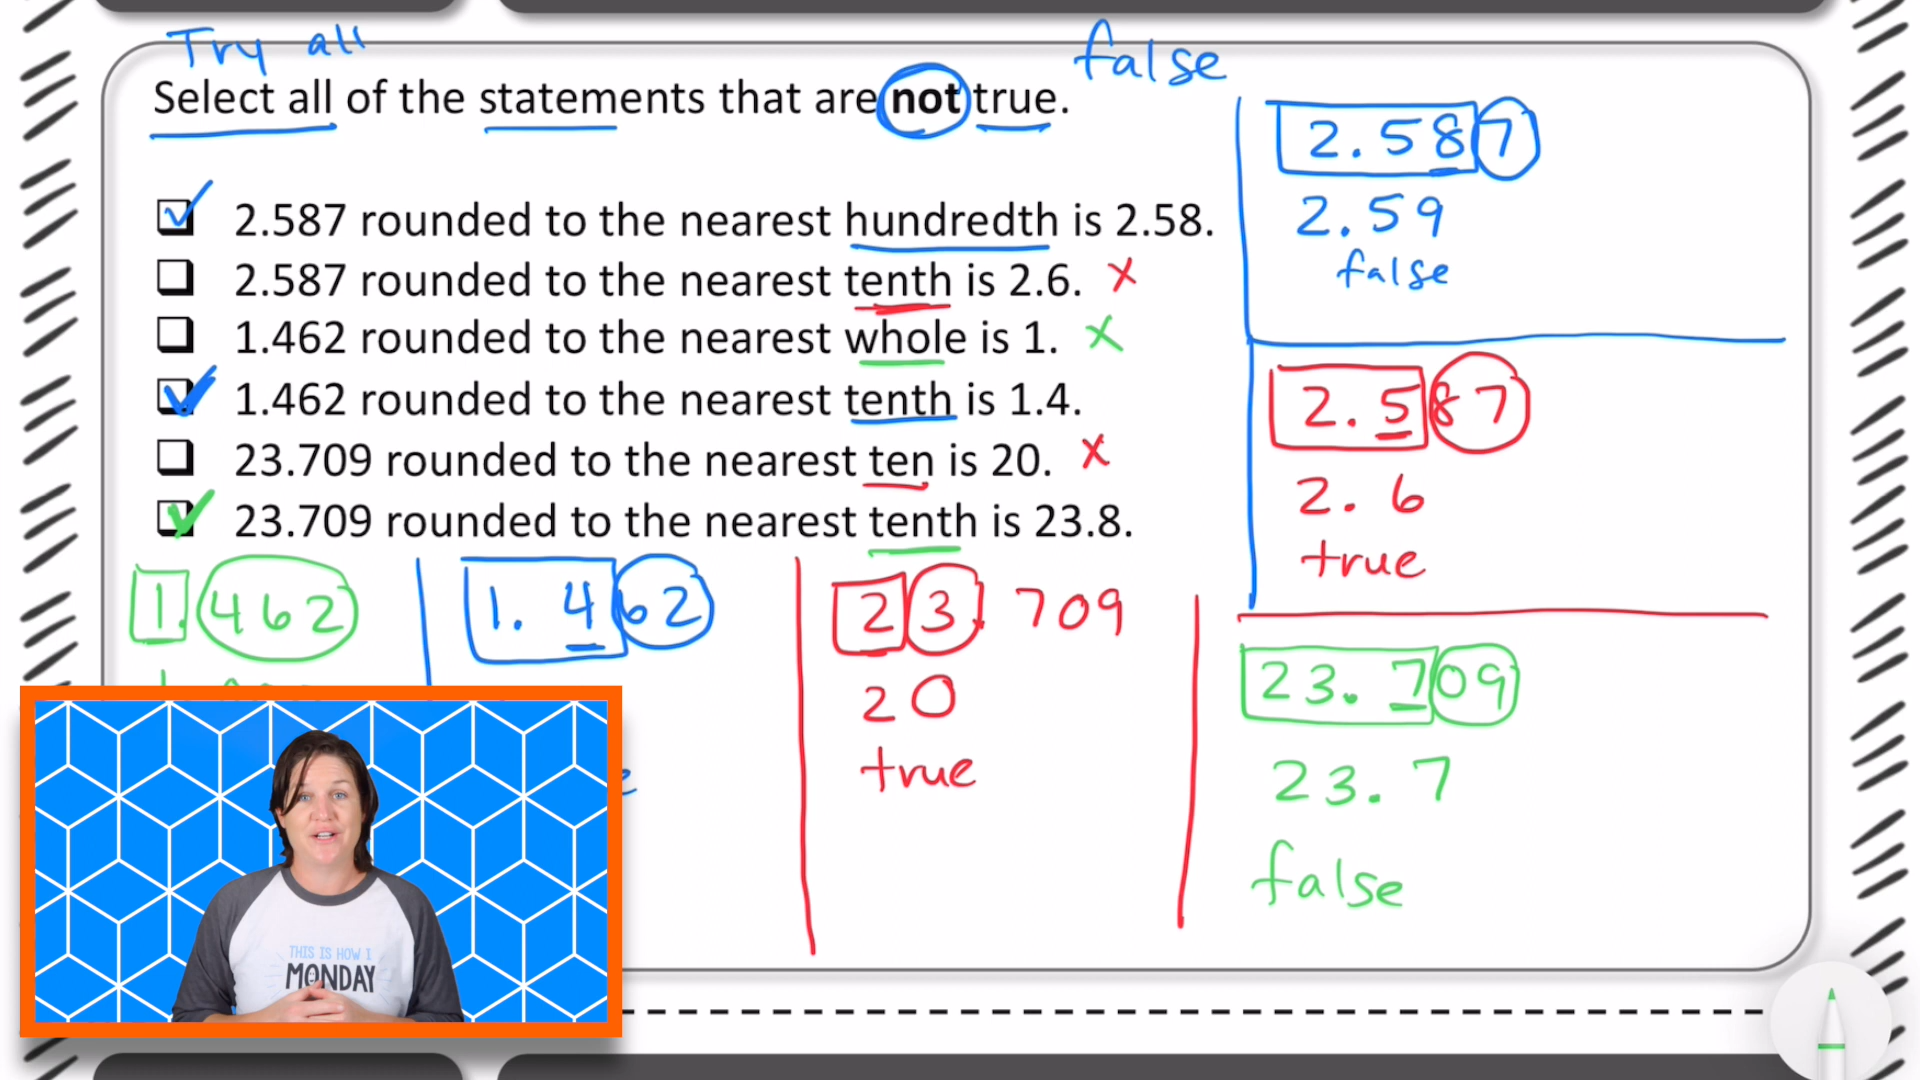 Try all
false
Select all of the statements that are not true.
2.587 rounded to the nearest hundredth is 2.58.
2.587 rounded to the nearest tenth is 2.6. x
1.462 rounded to the nearest whole is 1. x
1.462 rounded to the nearest tenth is 1.4.
23.709 rounded to the nearest ten is 20. x
23.709 rounded to the nearest tenth is 23.8.
2.587
2.59
false
2.587
2.6
true
1.462
1.462
23.709
20
true
23.709
23.7
false
THIS IS HOW I
MONDAY